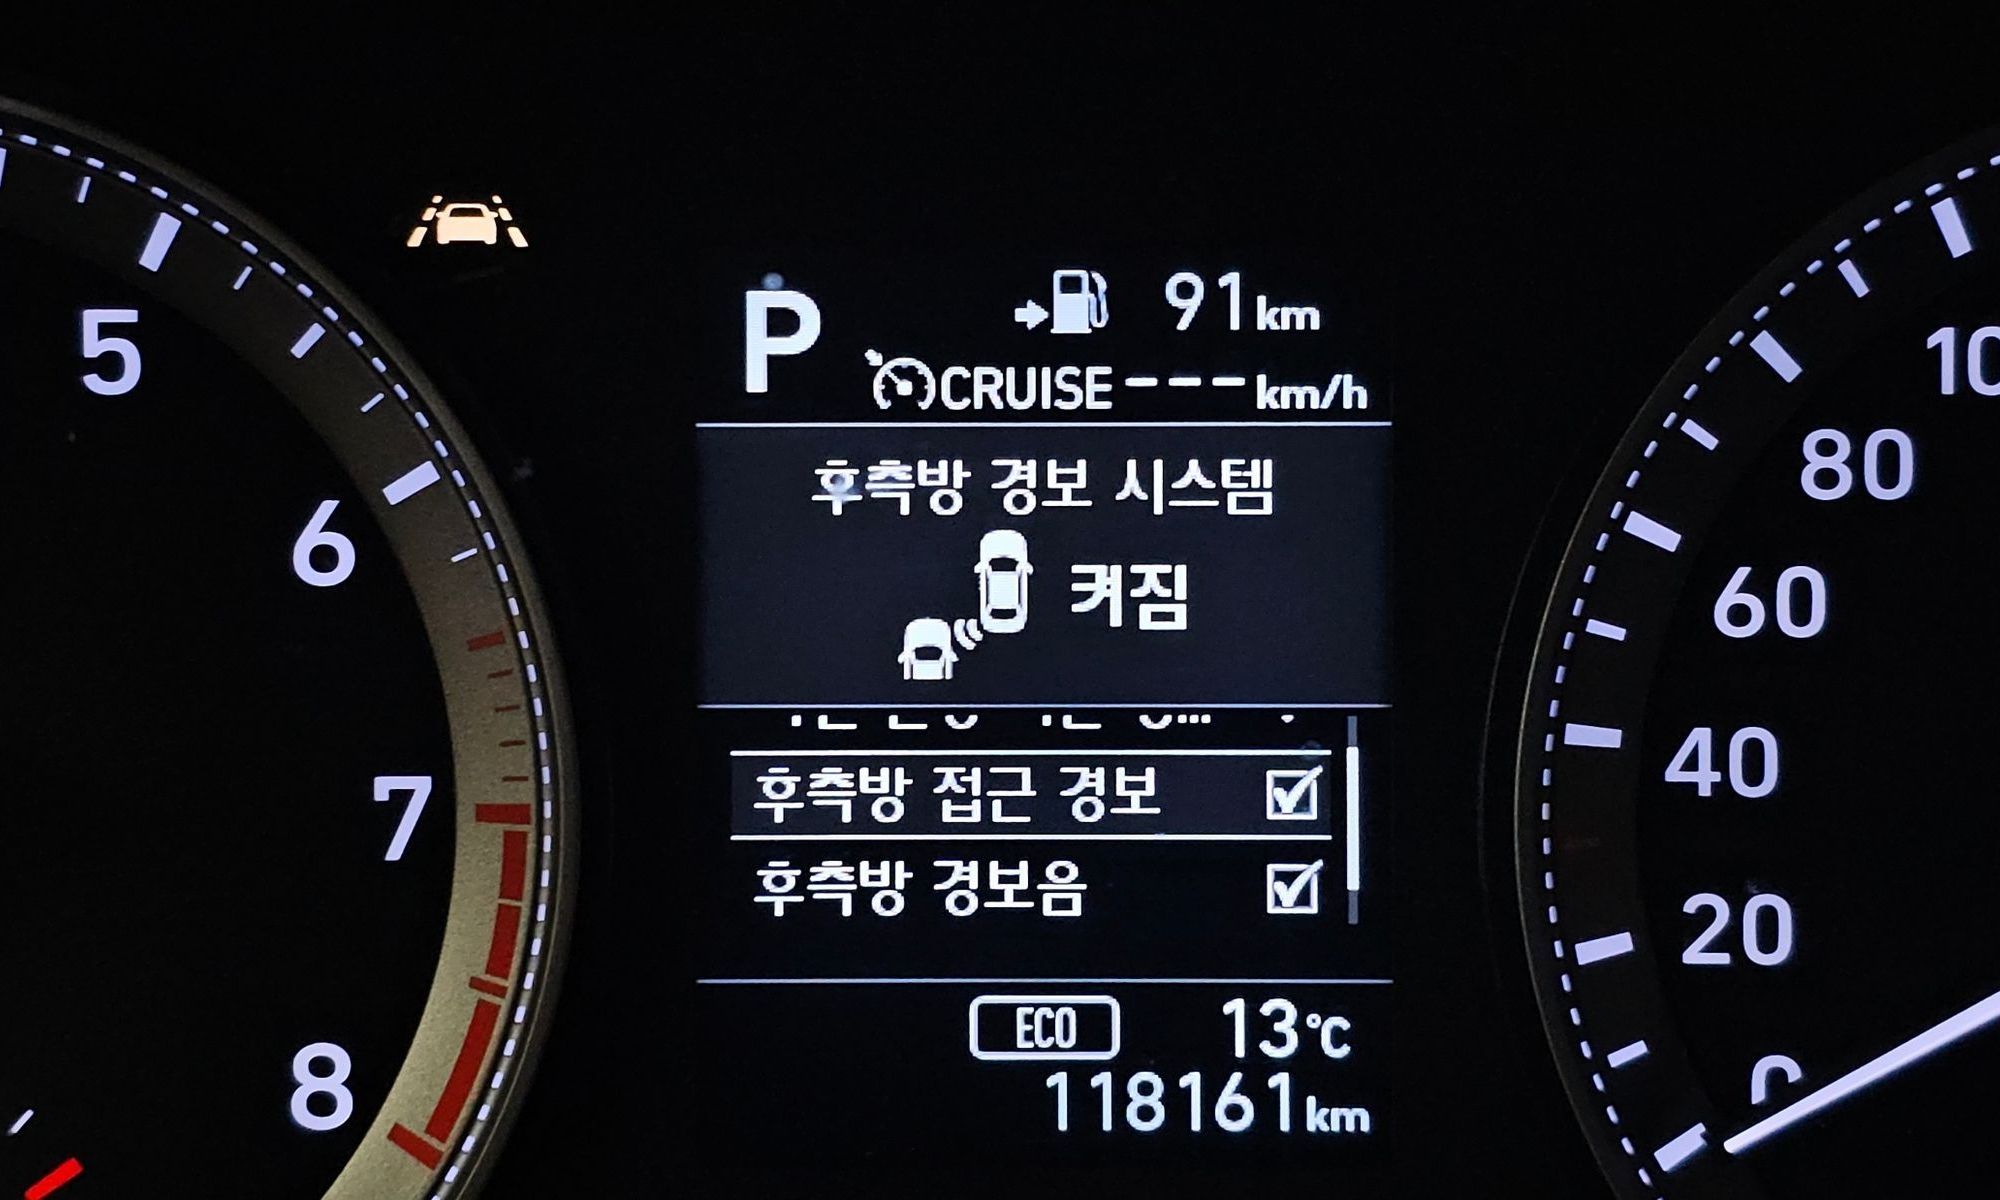 5
6
7
8
P
91km
CRUISE---km/h
후측방 경보 시스템
켜짐
후측방 접근 경보
후측방 경보음
ECO
13℃
118161km
80
60
40
20
0